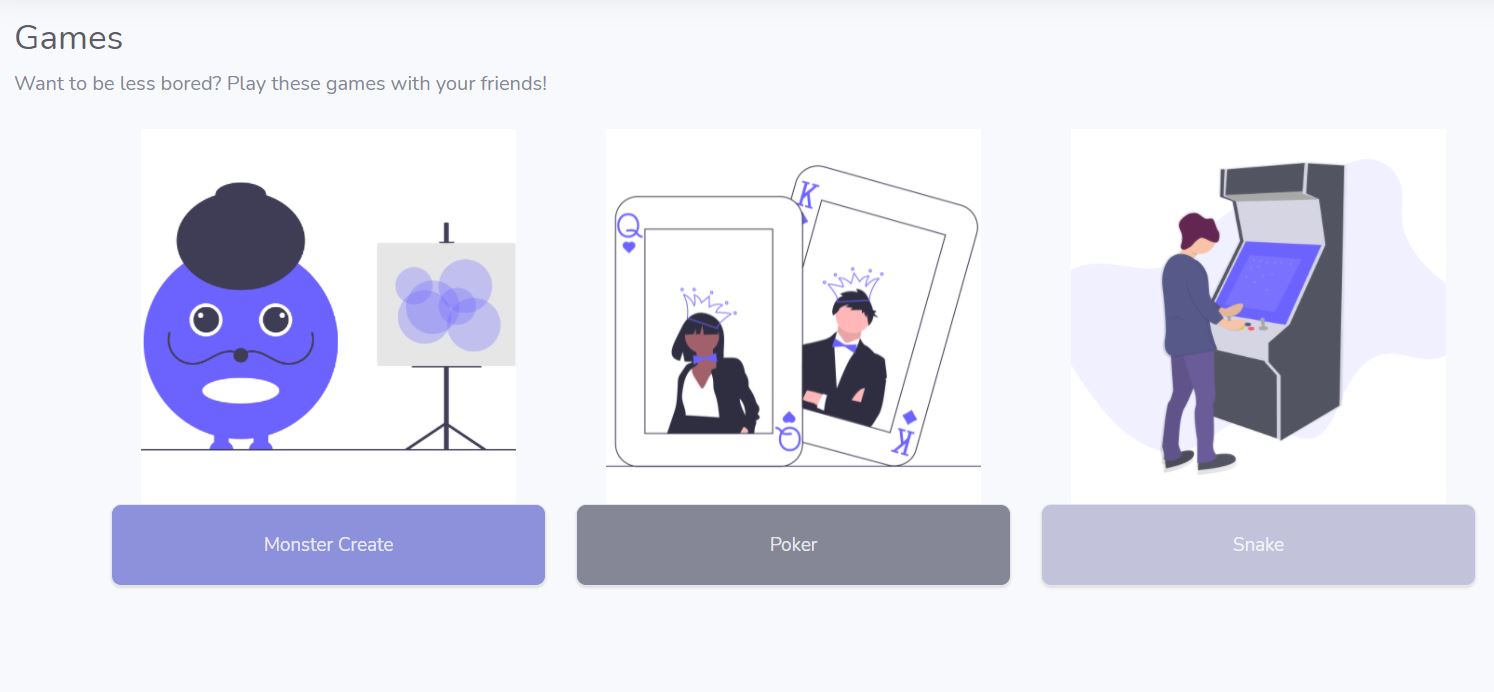 Games
Want to be less bored? Play these games with your friends!
Q
K
Q
K
Monster Create
Poker
Snake